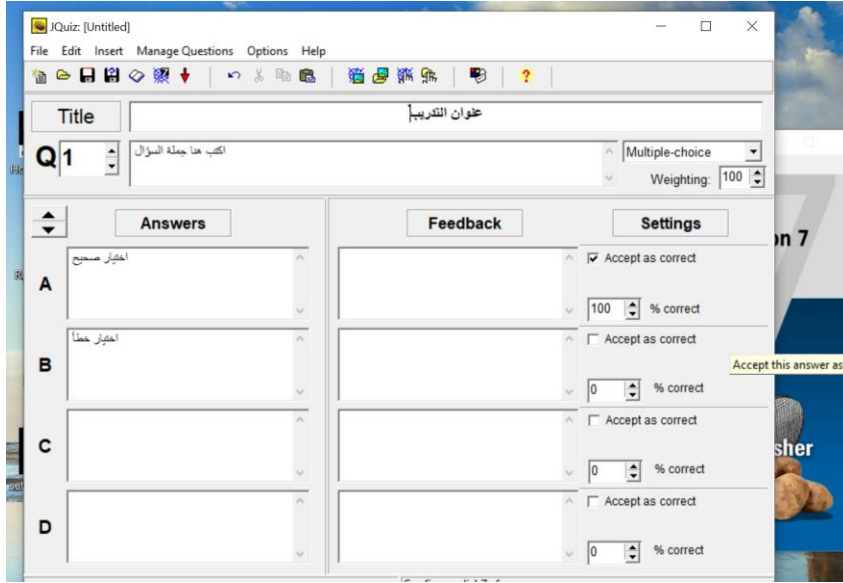 JQuiz: [Untitled]
File Edit Insert Manage Questions Options Help
Title
عنوان التدريب
Q 1
اكتب هنا جملة السؤال
Multiple-choice
Weighting: 100
Answers Feedback Settings
A
اختيار صحيح
Accept as correct
100 % correct
B
اختيار خطأ
Accept as correct
0 % correct
Accept this answer as
C
Accept as correct
0 % correct
D
Accept as correct
0 % correct
on 7
sher